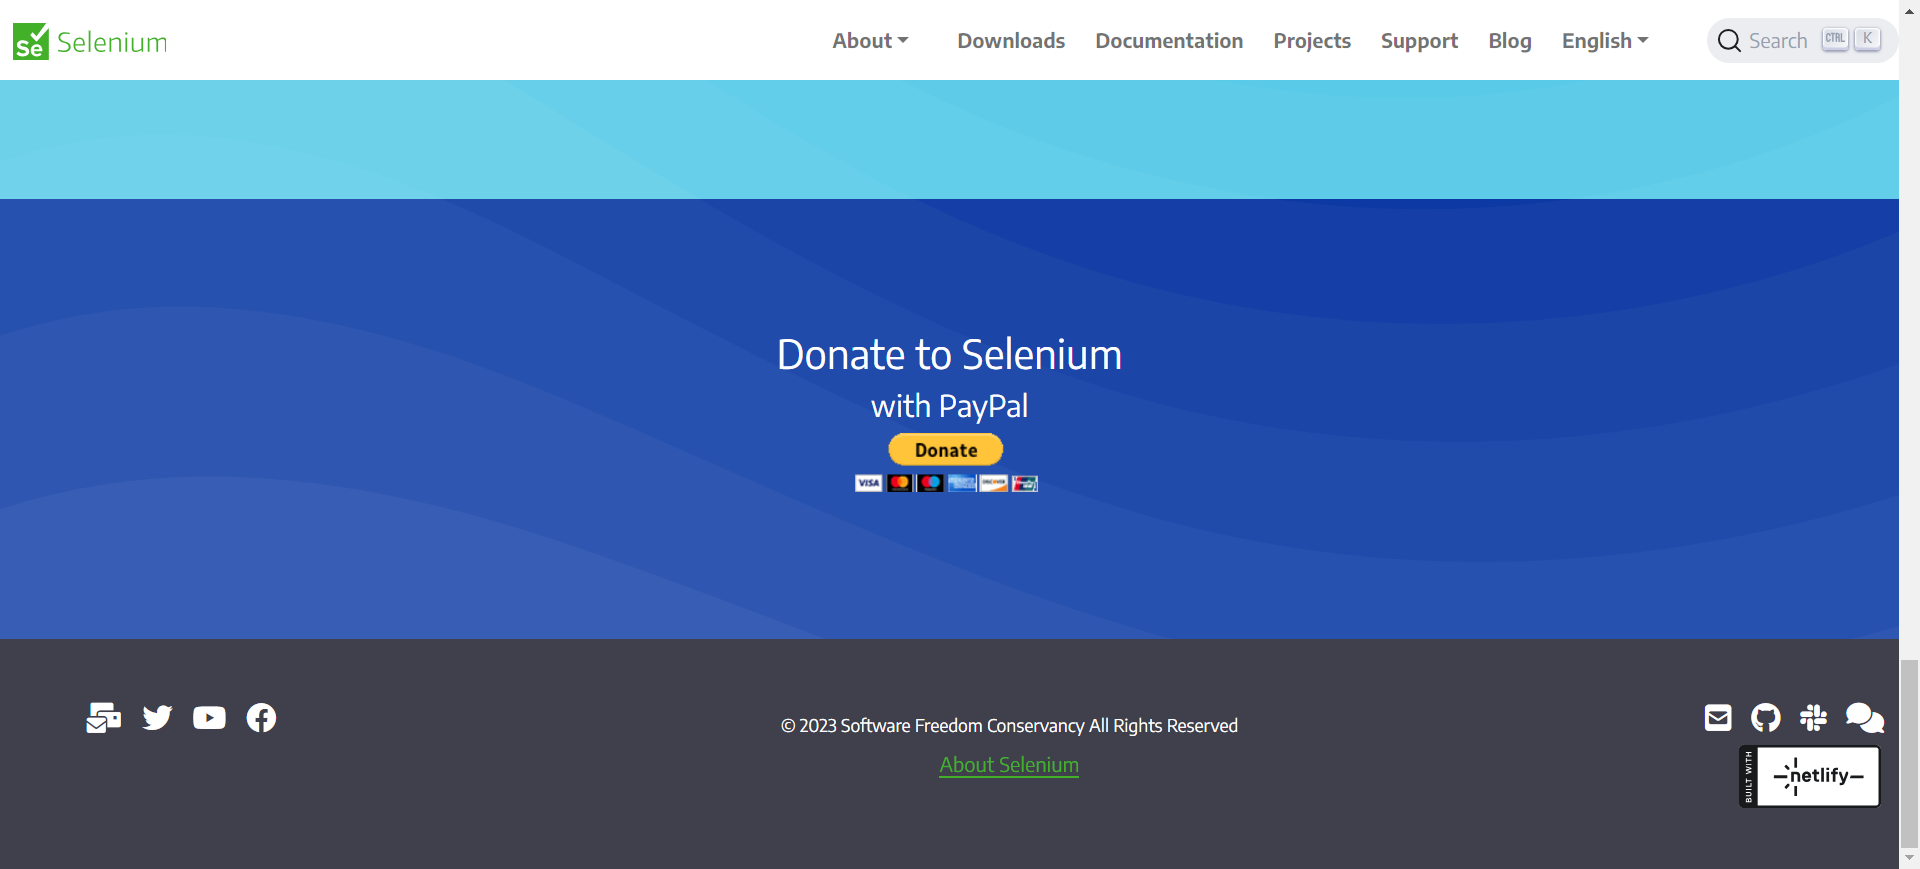 Se Selenium
About
Downloads
Documentation
Projects
Support
Blog
English
Search CTRL K
Donate to Selenium
with PayPal
Donate
VISA
DISCOVER
© 2023 Software Freedom Conservancy All Rights Reserved
About Selenium
BUILT WITH
netlify